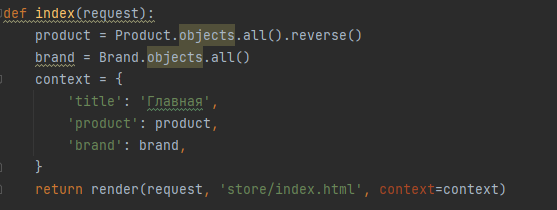 def index(request):
    product = Product.objects.all().reverse()
    brand = Brand.objects.all()
    context = {
        'title': 'Главная',
        'product': product,
        'brand': brand,
    }
    return render(request, 'store/index.html', context=context)